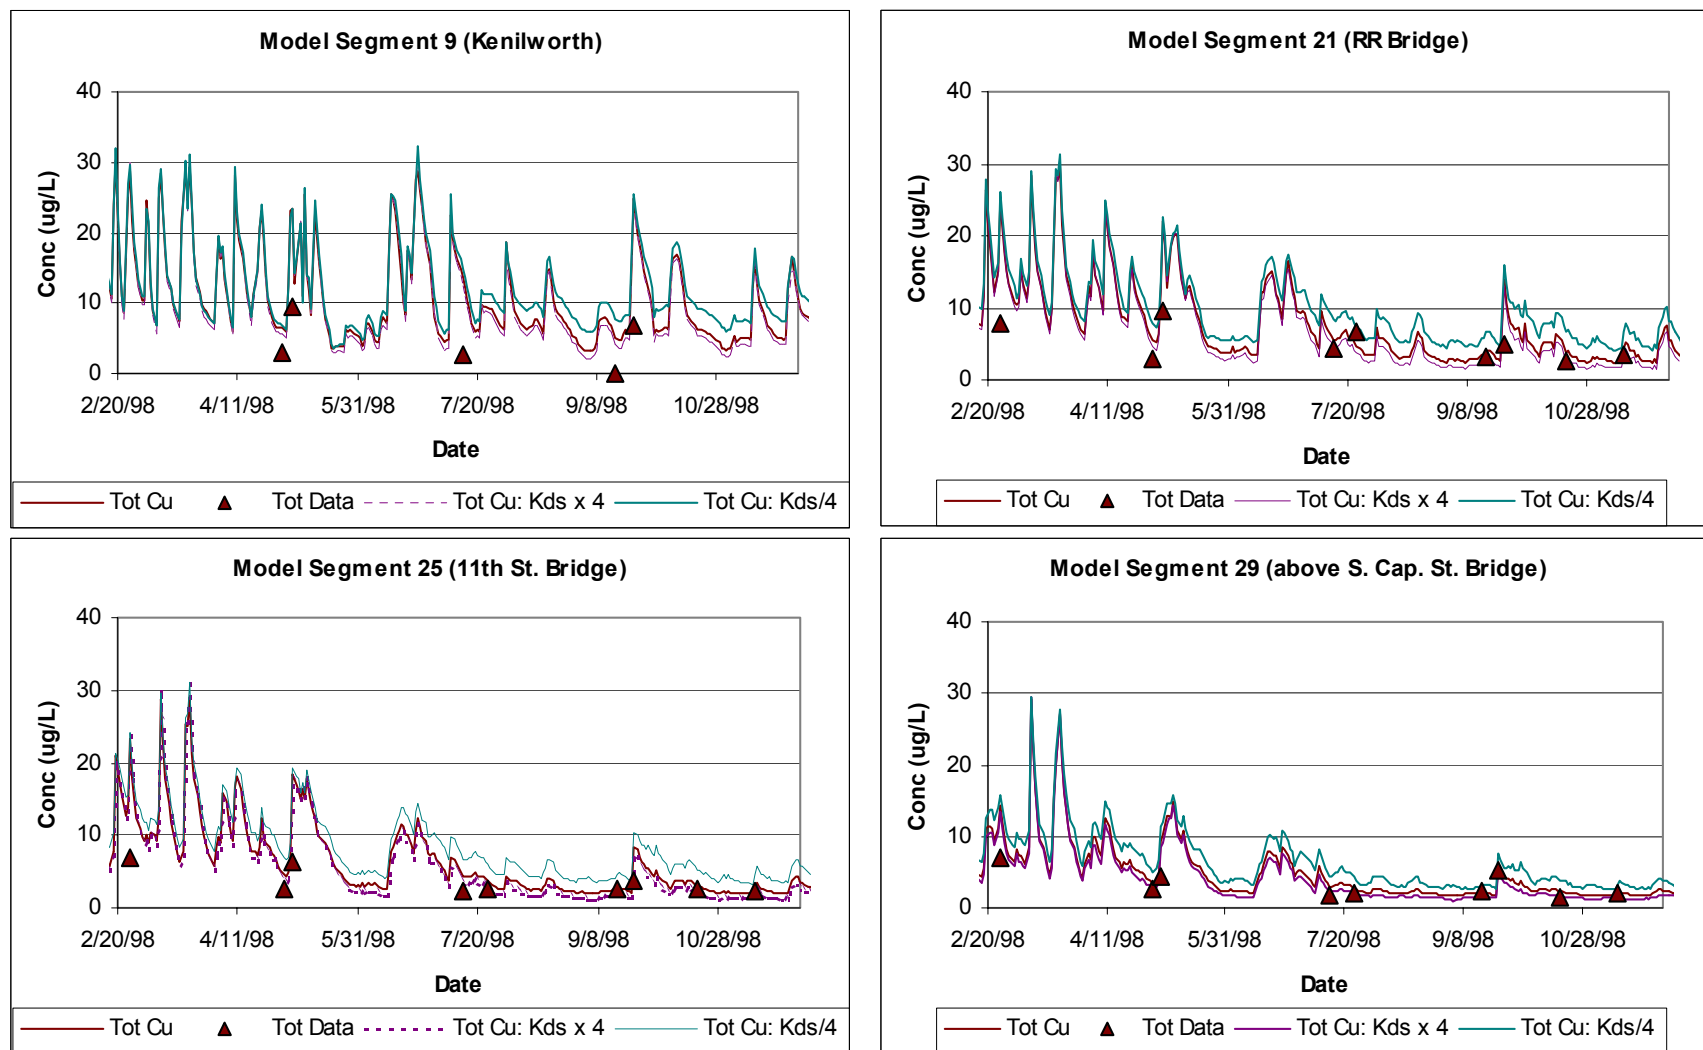 Model Segment 9 (Kenilworth)
40
30
20
10
0
Conc (ug/L)
2/20/98 4/11/98 5/31/98 7/20/98 9/8/98 10/28/98
Date
Tot Cu Tot Data Tot Cu: Kds x 4 Tot Cu: Kds/4
Model Segment 21 (RR Bridge)
40
30
20
10
0
Conc (ug/L)
2/20/98 4/11/98 5/31/98 7/20/98 9/8/98 10/28/98
Date
Tot Cu Tot Data Tot Cu: Kds x 4 Tot Cu: Kds/4
Model Segment 25 (11th St. Bridge)
40
30
20
10
0
Conc (ug/L)
2/20/98 4/11/98 5/31/98 7/20/98 9/8/98 10/28/98
Date
Tot Cu Tot Data Tot Cu: Kds x 4 Tot Cu: Kds/4
Model Segment 29 (above S. Cap. St. Bridge)
40
30
20
10
0
Conc (ug/L)
2/20/98 4/11/98 5/31/98 7/20/98 9/8/98 10/28/98
Date
Tot Cu Tot Data Tot Cu: Kds x 4 Tot Cu: Kds/4